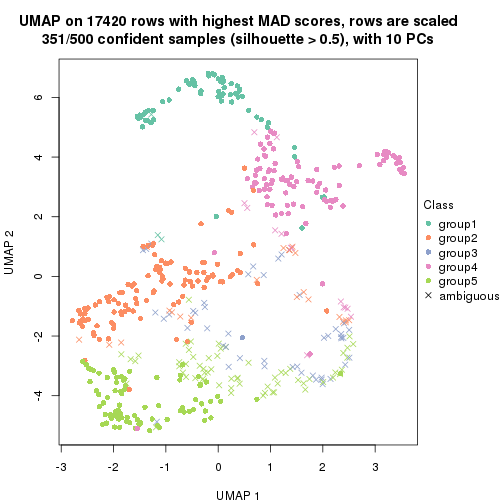 UMAP on 17420 rows with highest MAD scores, rows are scaled
351/500 confident samples (silhouette > 0.5), with 10 PCs
6
4
2
0
-2
-4
UMAP 2
-3 -2 -1 0 1 2 3
UMAP 1
Class
group1
group2
group3
group4
group5
ambiguous